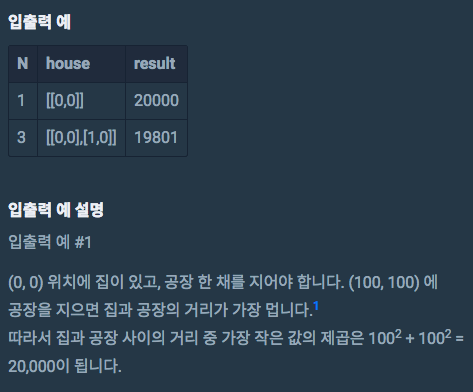 입출력 예
N house result
1 [[0,0]] 20000
3 [[0,0],[1,0]] 19801
입출력 예 설명
입출력 예 #1
(0, 0) 위치에 집이 있고, 공장 한 채를 지어야 합니다. (100, 100) 에
공장을 지으면 집과 공장의 거리가 가장 멉니다.¹
따라서 집과 공장 사이의 거리 중 가장 작은 값의 제곱은 100² + 100² =
20,000이 됩니다.